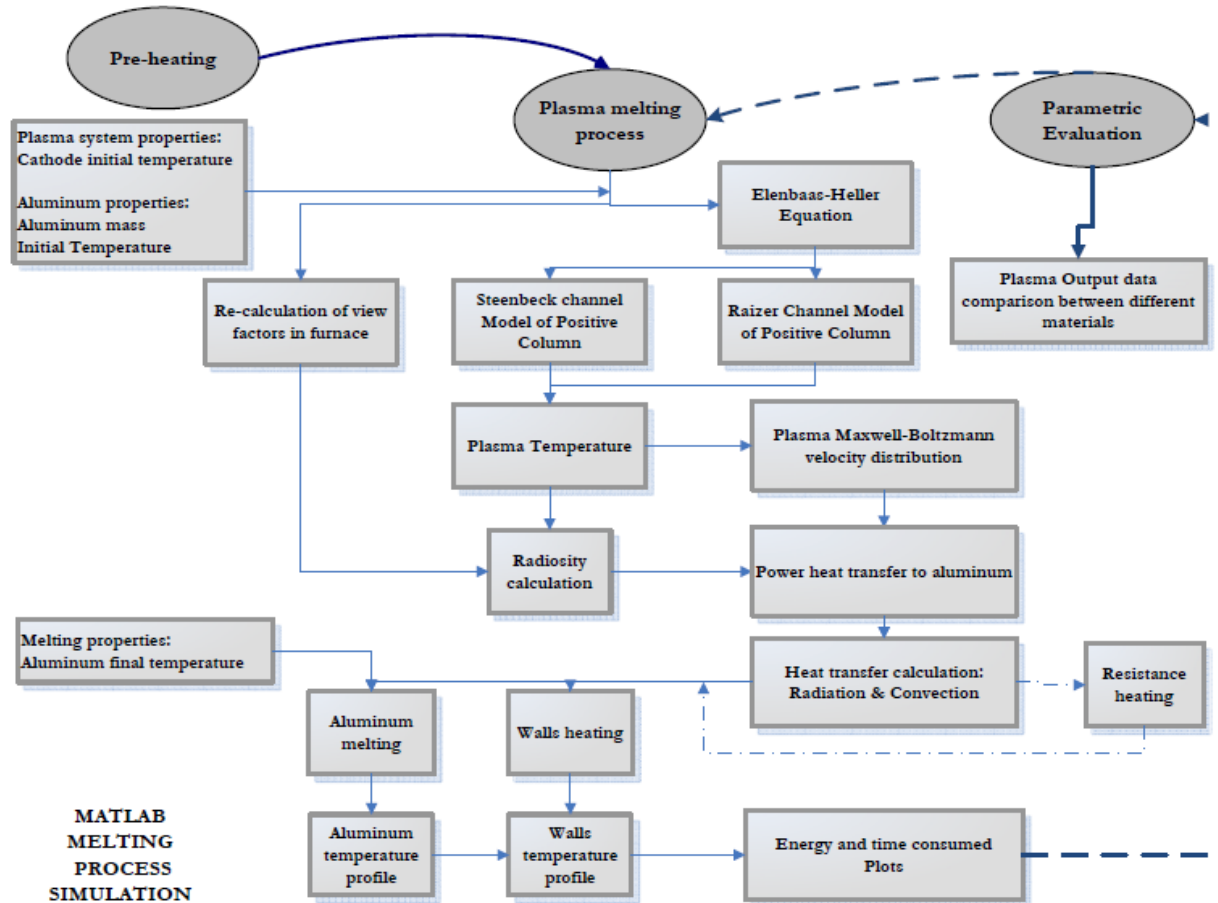 Pre-heating
Plasma melting
process
Parametric
Evaluation
Plasma system properties:
Cathode initial temperature
Aluminum properties:
Aluminum mass
Initial Temperature
Elenbaas-Heller
Equation
Re-calculation of view
factors in furnace
Steenbeck channel
Model of Positive
Column
Raizer Channel Model
of Positive Column
Plasma Output data
comparison between different
materials
Plasma Temperature
Plasma Maxwell-Boltzmann
velocity distribution
Radiosity
calculation
Power heat transfer to aluminum
Melting properties:
Aluminum final temperature
Heat transfer calculation:
Radiation & Convection
Resistance
heating
Aluminum
melting
Walls heating
MATLAB
MELTING
PROCESS
SIMULATION
Aluminum
temperature
profile
Walls
temperature
profile
Energy and time consumed
Plots